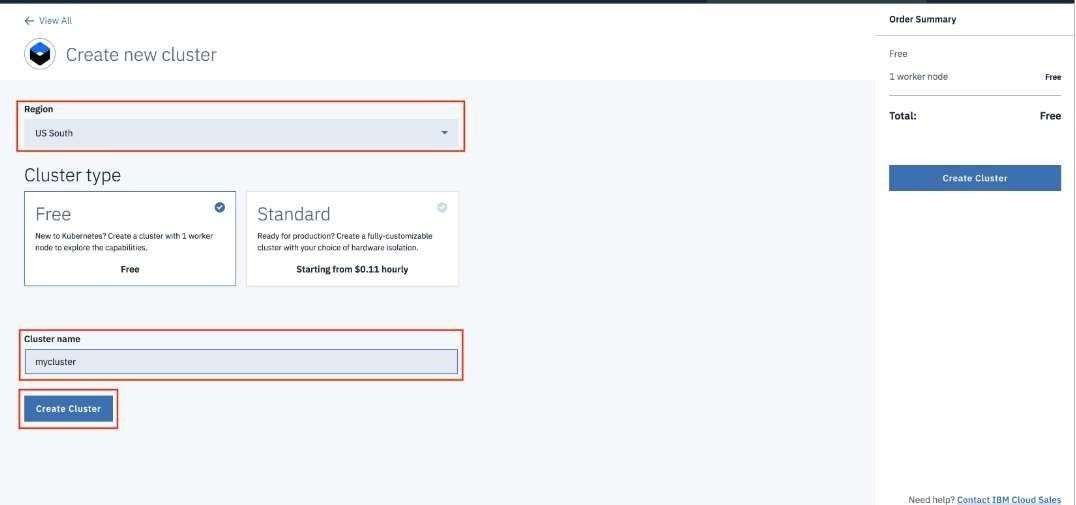 View All
Create new cluster
Region
US South
Cluster type
Free
New to Kubernetes? Create a cluster with 1 worker
node to explore the capabilities.
Free
Standard
Ready for production? Create a fully-customizable
cluster with your choice of hardware isolation.
Starting from $0.11 hourly
Cluster name
mycluster
Create Cluster
Order Summary
Free
1 worker node Free
Total: Free
Create Cluster
Need help? Contact IBM Cloud Sales